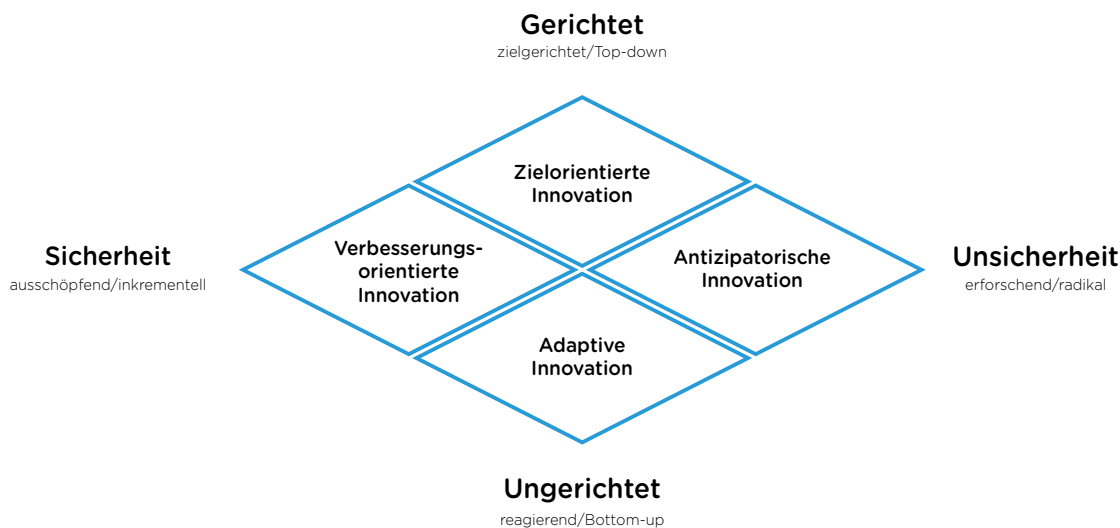 Gerichtet
zielgerichtet/Top-down
Zielorientierte
Innovation
Sicherheit
ausschöpfend/inkrementell
Verbesserungs-
orientierte
Innovation
Antizipatorische
Innovation
Unsicherheit
erforschend/radikal
Adaptive
Innovation
Ungerichtet
reagierend/Bottom-up